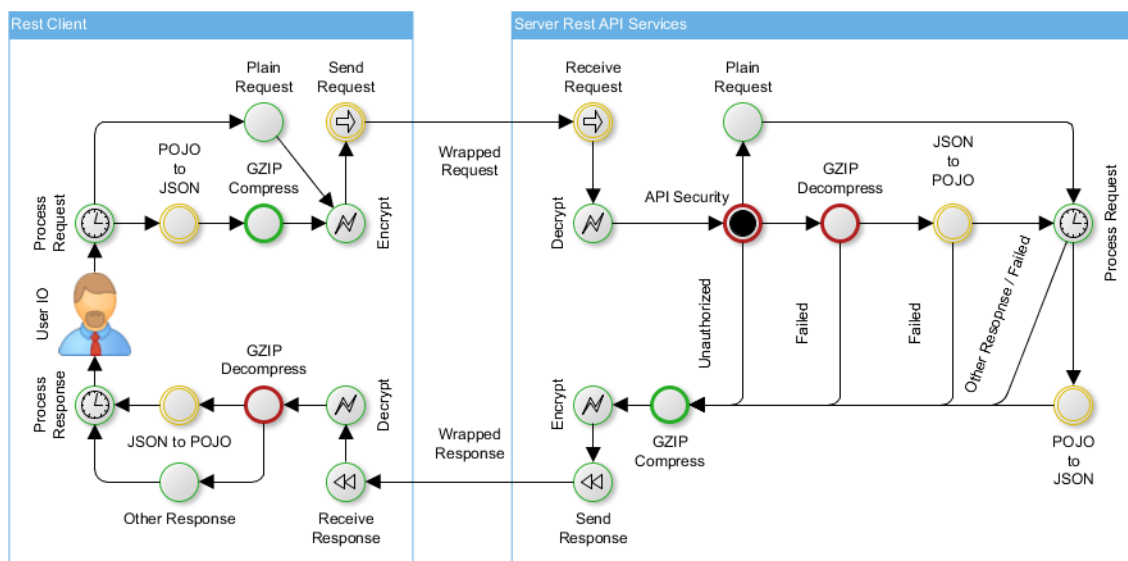 Rest Client
Server Rest API Services
Plain
Request
Send
Request
Receive
Request
Plain
Request
POJO
to
JSON
GZIP
Compress
Wrapped
Request
JSON
to
POJO
GZIP
Decompress
API Security
Process
Request
Encrypt
Decrypt
Process Request
User IO
Unauthorized
Failed
Failed
Other Resopnse / Failed
GZIP
Decompress
Process
Response
Decrypt
Encrypt
JSON to POJO
Wrapped
Response
GZIP
Compress
POJO
to
JSON
Other Response
Receive
Response
Send
Response